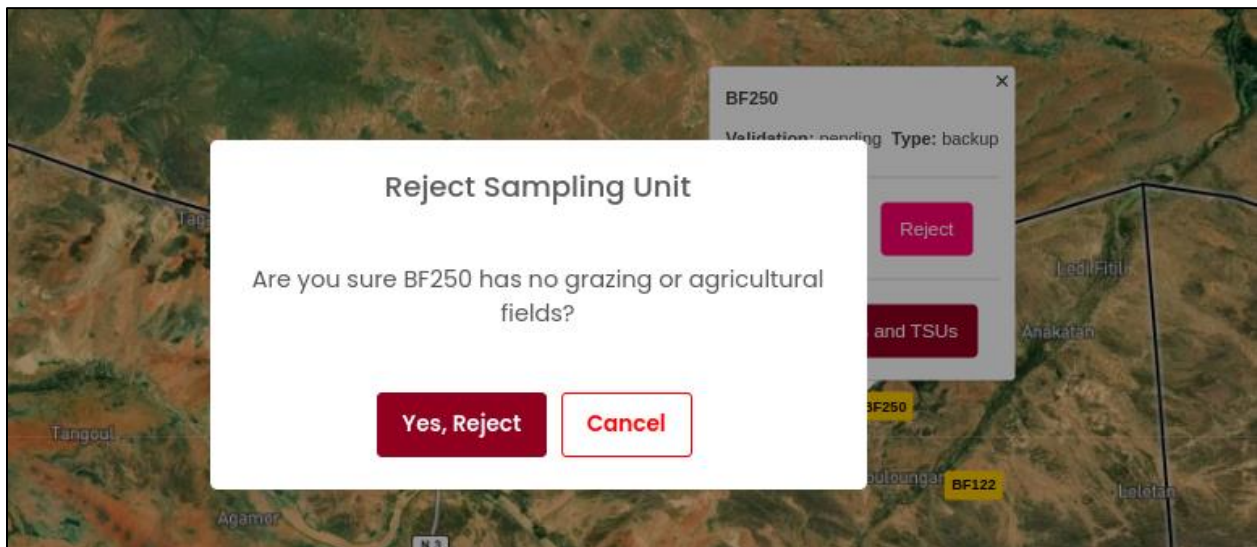 BF250
Validation: pending Type: backup
Reject Sampling Unit
Reject
Are you sure BF250 has no grazing or agricultural
fields?
Ledi Fitili
and TSUs
Anakatan
Yes, Reject
Cancel
BF250
Tangoul
BF122
Leletan
Agamor
N 3